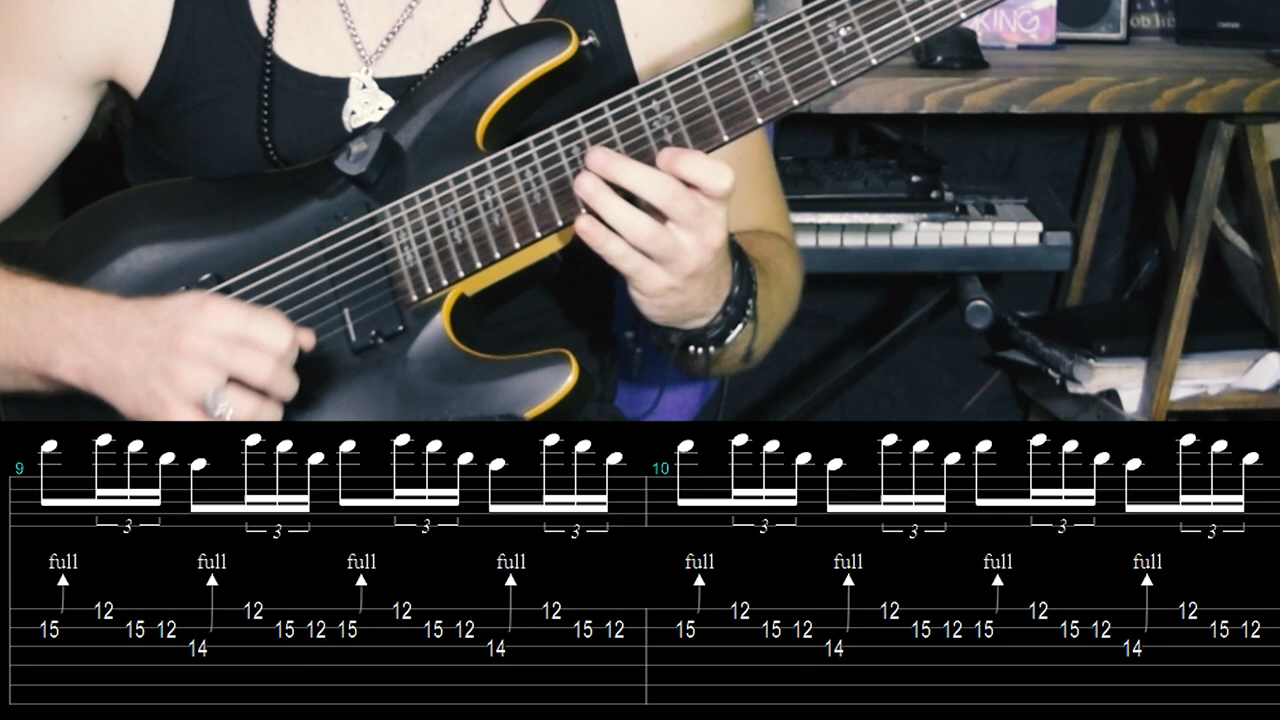 KING
9 10
3 3 3 3 3 3 3 3
full full full full full full full full
12 12 12 12 12 12 12 12
15 15 12 15 12 15 15 12 15 12 15 15 12 15 12 15 15 12 15 12
14 14 14 14